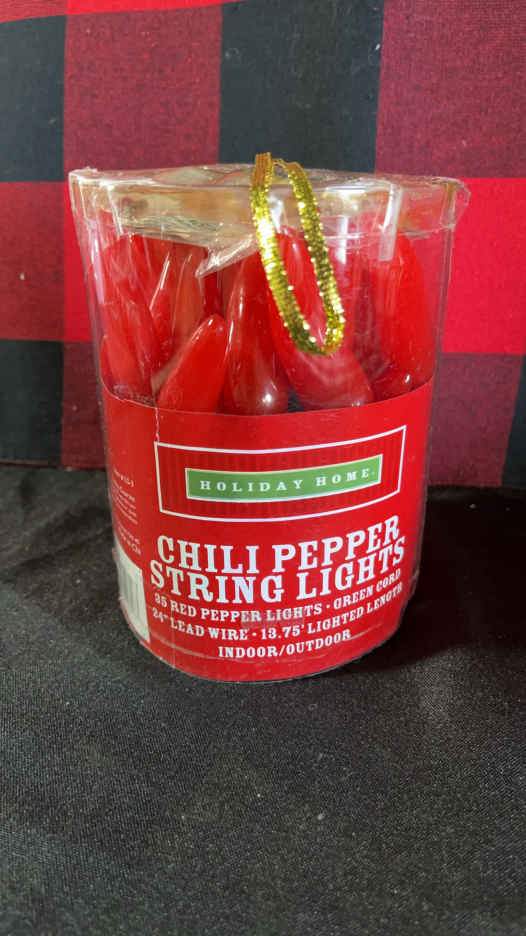 HOLIDAY HOME.
CHILI PEPPER
STRING LIGHTS
35 RED PEPPER LIGHTS • GREEN CORD
24" LEAD WIRE • 13.75' LIGHTED LENGTH
INDOOR/OUTDOOR